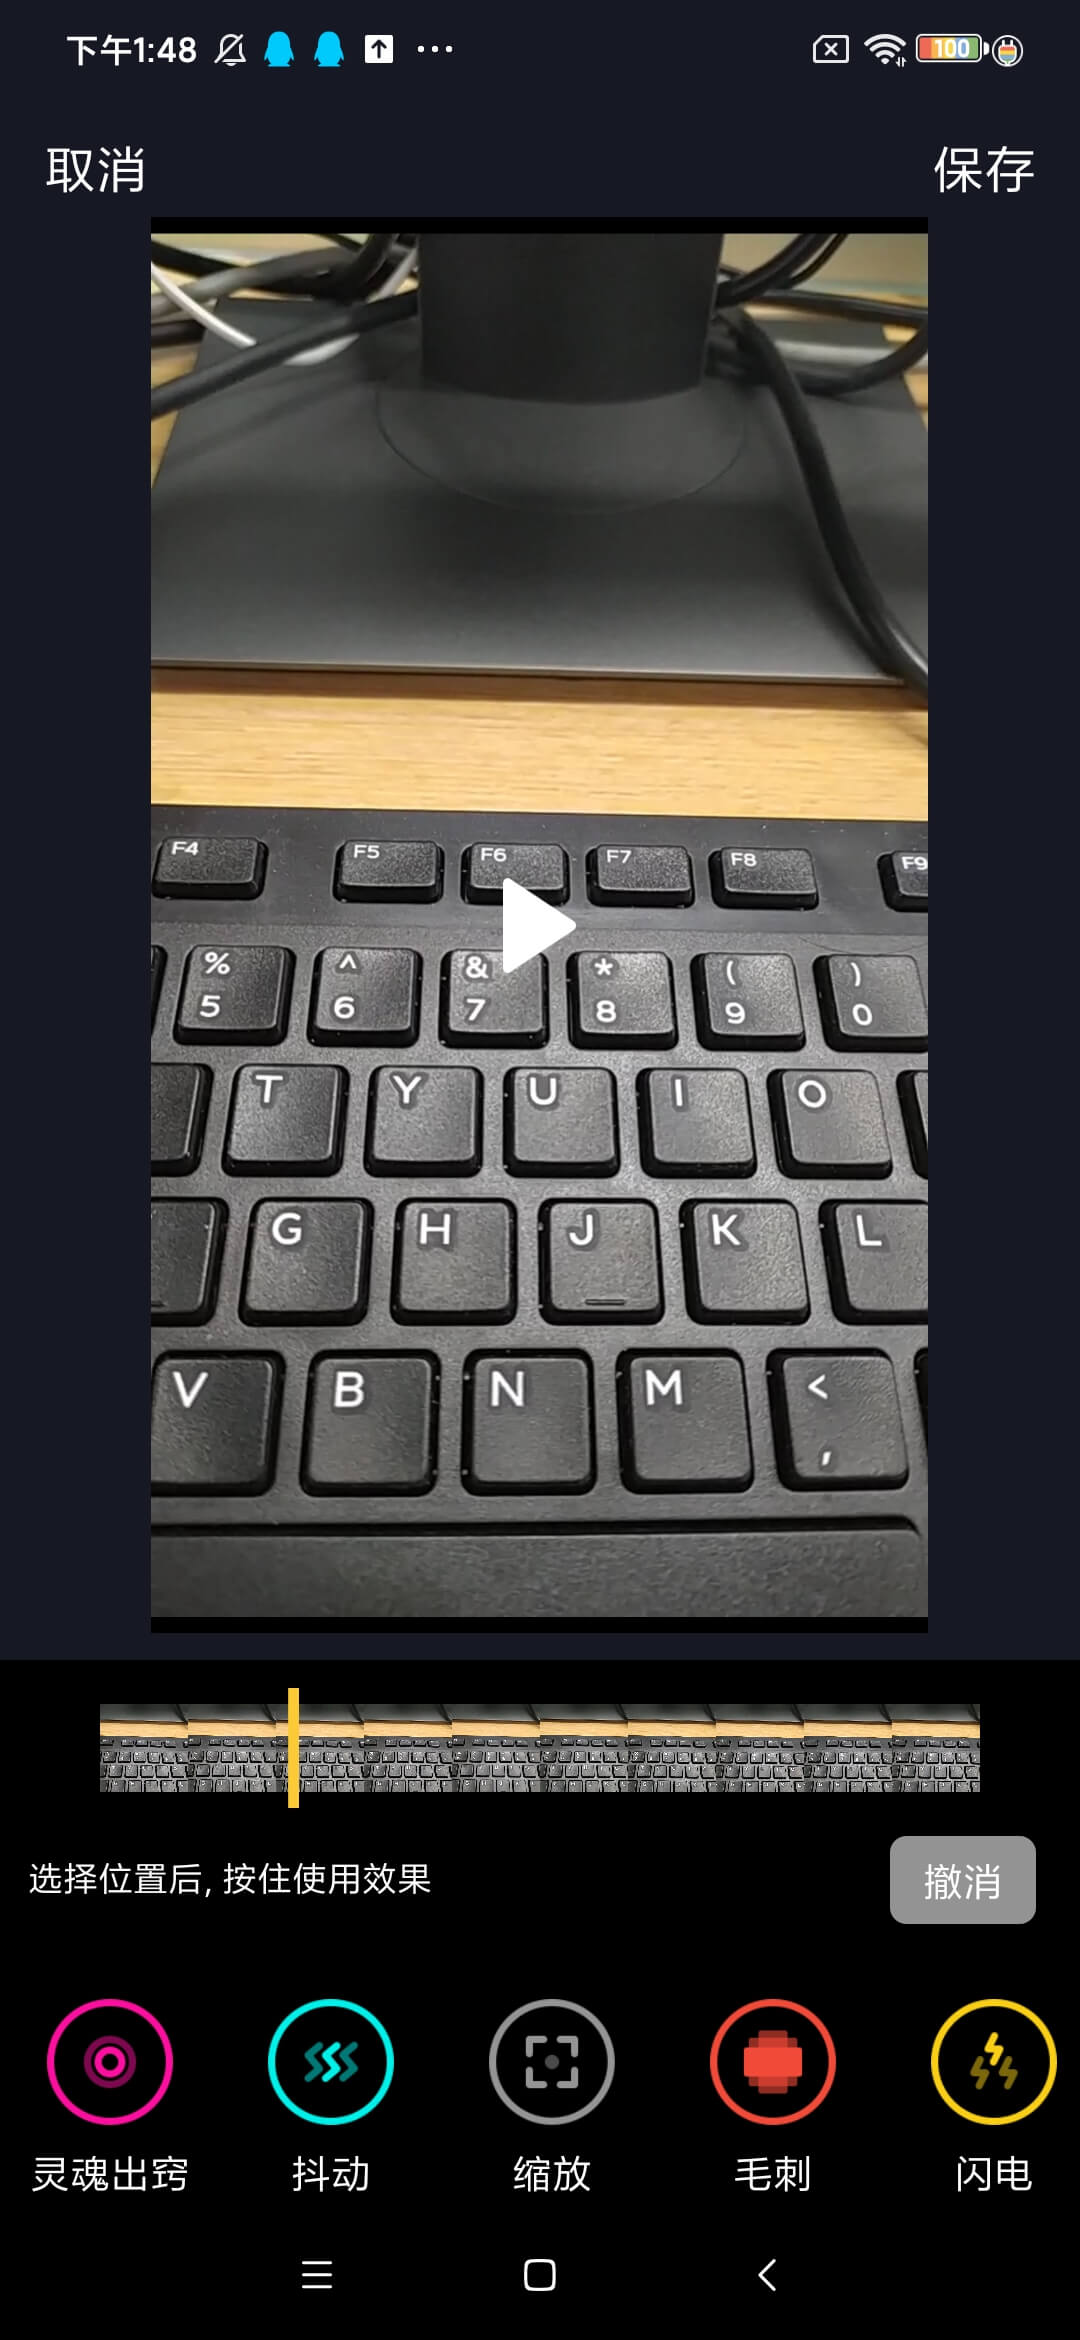 下午1:48
100
取消
保存
F4 F5 F6 F7 F8 F9
% ^ & * ( )
5 6 7 8 9 0
T Y U I O
G H J K L
V B N M <
,
选择位置后, 按住使用效果
撤消
灵魂出窍 抖动 缩放 毛刺 闪电